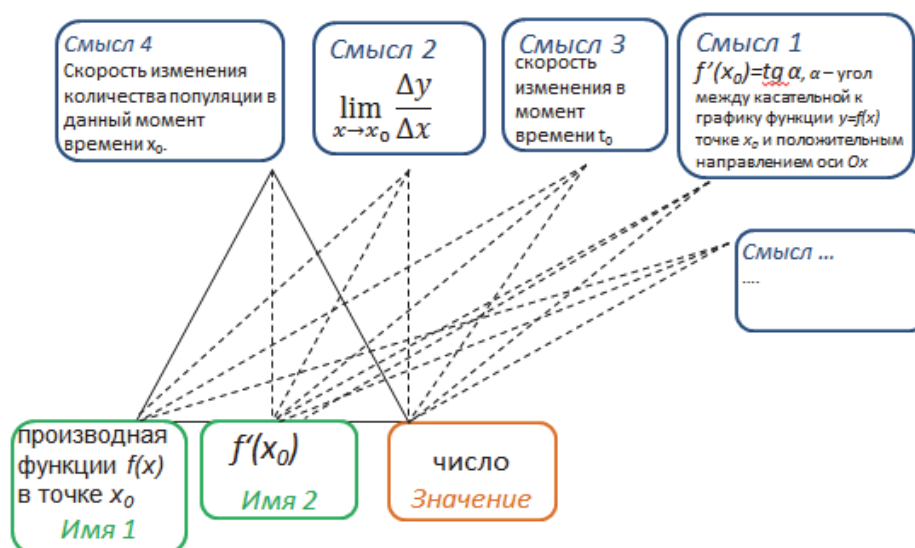 Смысл 4
Скорость изменения
количества популяции в
данный момент
времени x₀.
Смысл 2
lim Δy/Δx
x→x₀
Смысл 3
скорость
изменения в
момент
времени t₀
Смысл 1
f'(x₀)=tg α, α – угол
между касательной к
графику функции y=f(x)
точке x₀ и положительным
направлением оси Ox
Смысл ...
....
производная
функции f(x)
в точке x₀
Имя 1
f'(x₀)
Имя 2
число
Значение